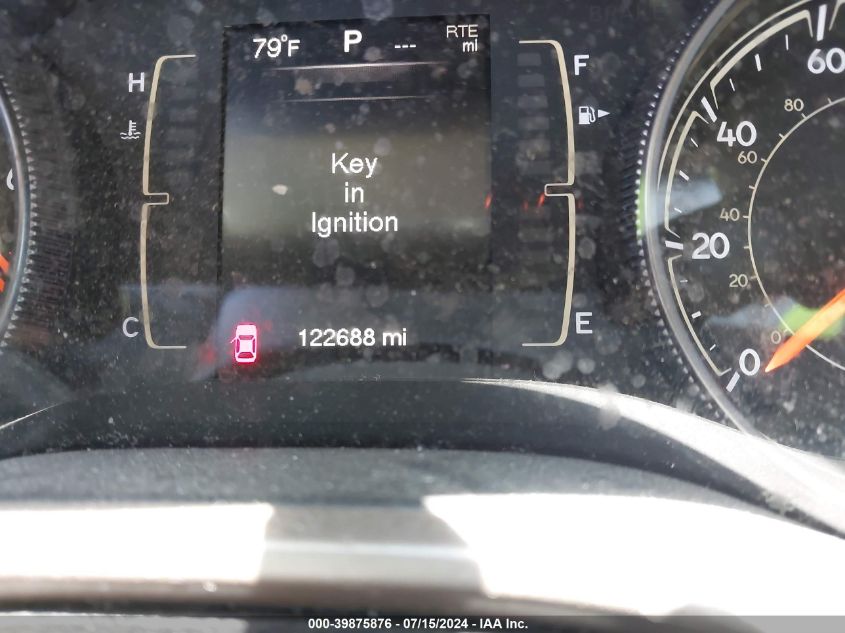 79°F P --- RTE
mi
H
F
Key
in
Ignition
C
E
122688 mi
60
40
20
0
80
60
40
20
0
6
000-39875876 - 07/15/2024 - IAA Inc.